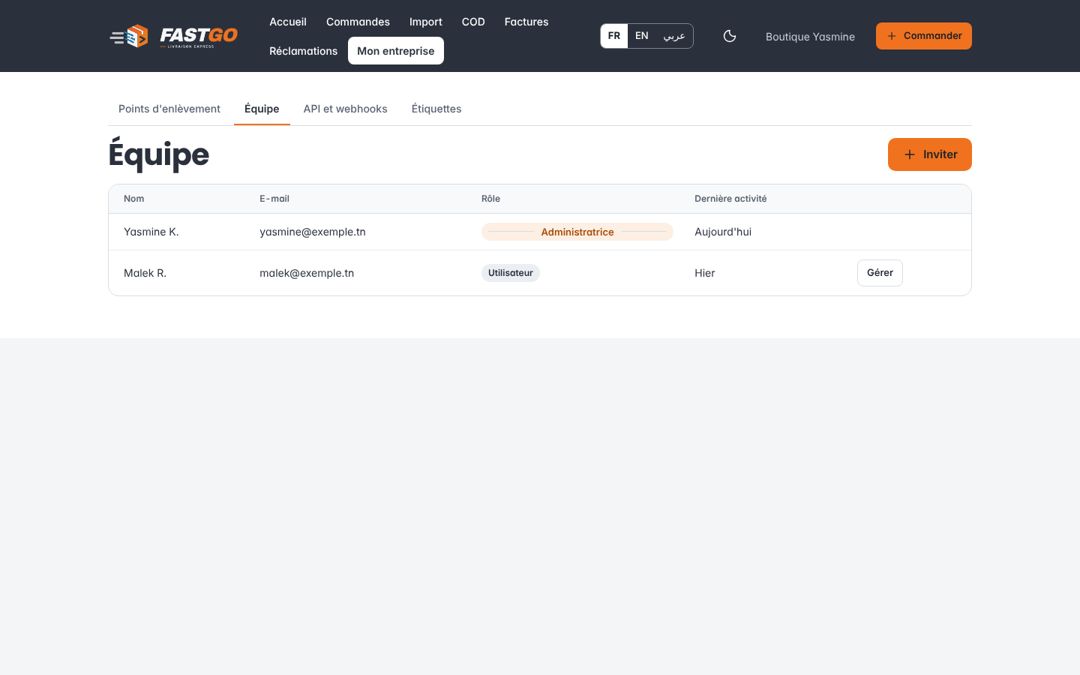 FASTGO
LIVRAISON EXPRESS
Accueil Commandes Import COD Factures
Réclamations Mon entreprise
FR EN عربي
Boutique Yasmine
+ Commander
Points d'enlèvement Équipe API et webhooks Étiquettes
Équipe
+ Inviter
Nom E-mail Rôle Dernière activité
Yasmine K. yasmine@exemple.tn Administratrice Aujourd'hui
Malek R. malek@exemple.tn Utilisateur Hier Gérer